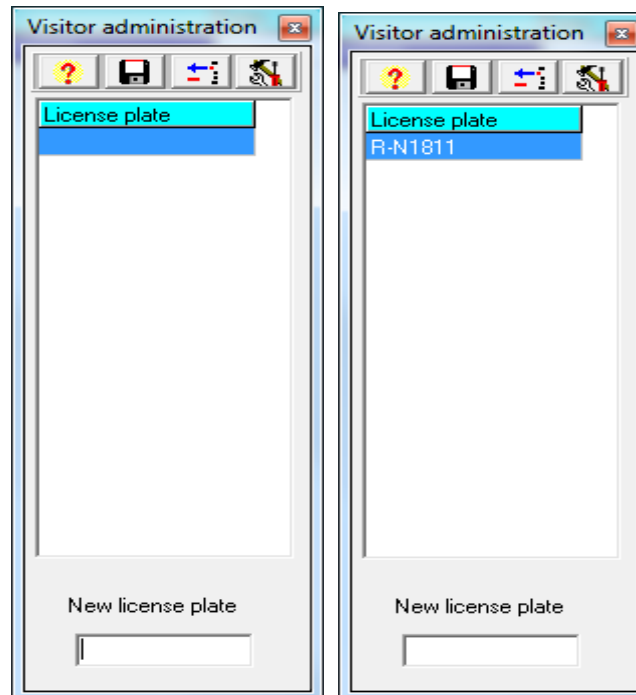 Visitor administration
?
License plate
New license plate
Visitor administration
?
License plate
R-N1811
New license plate